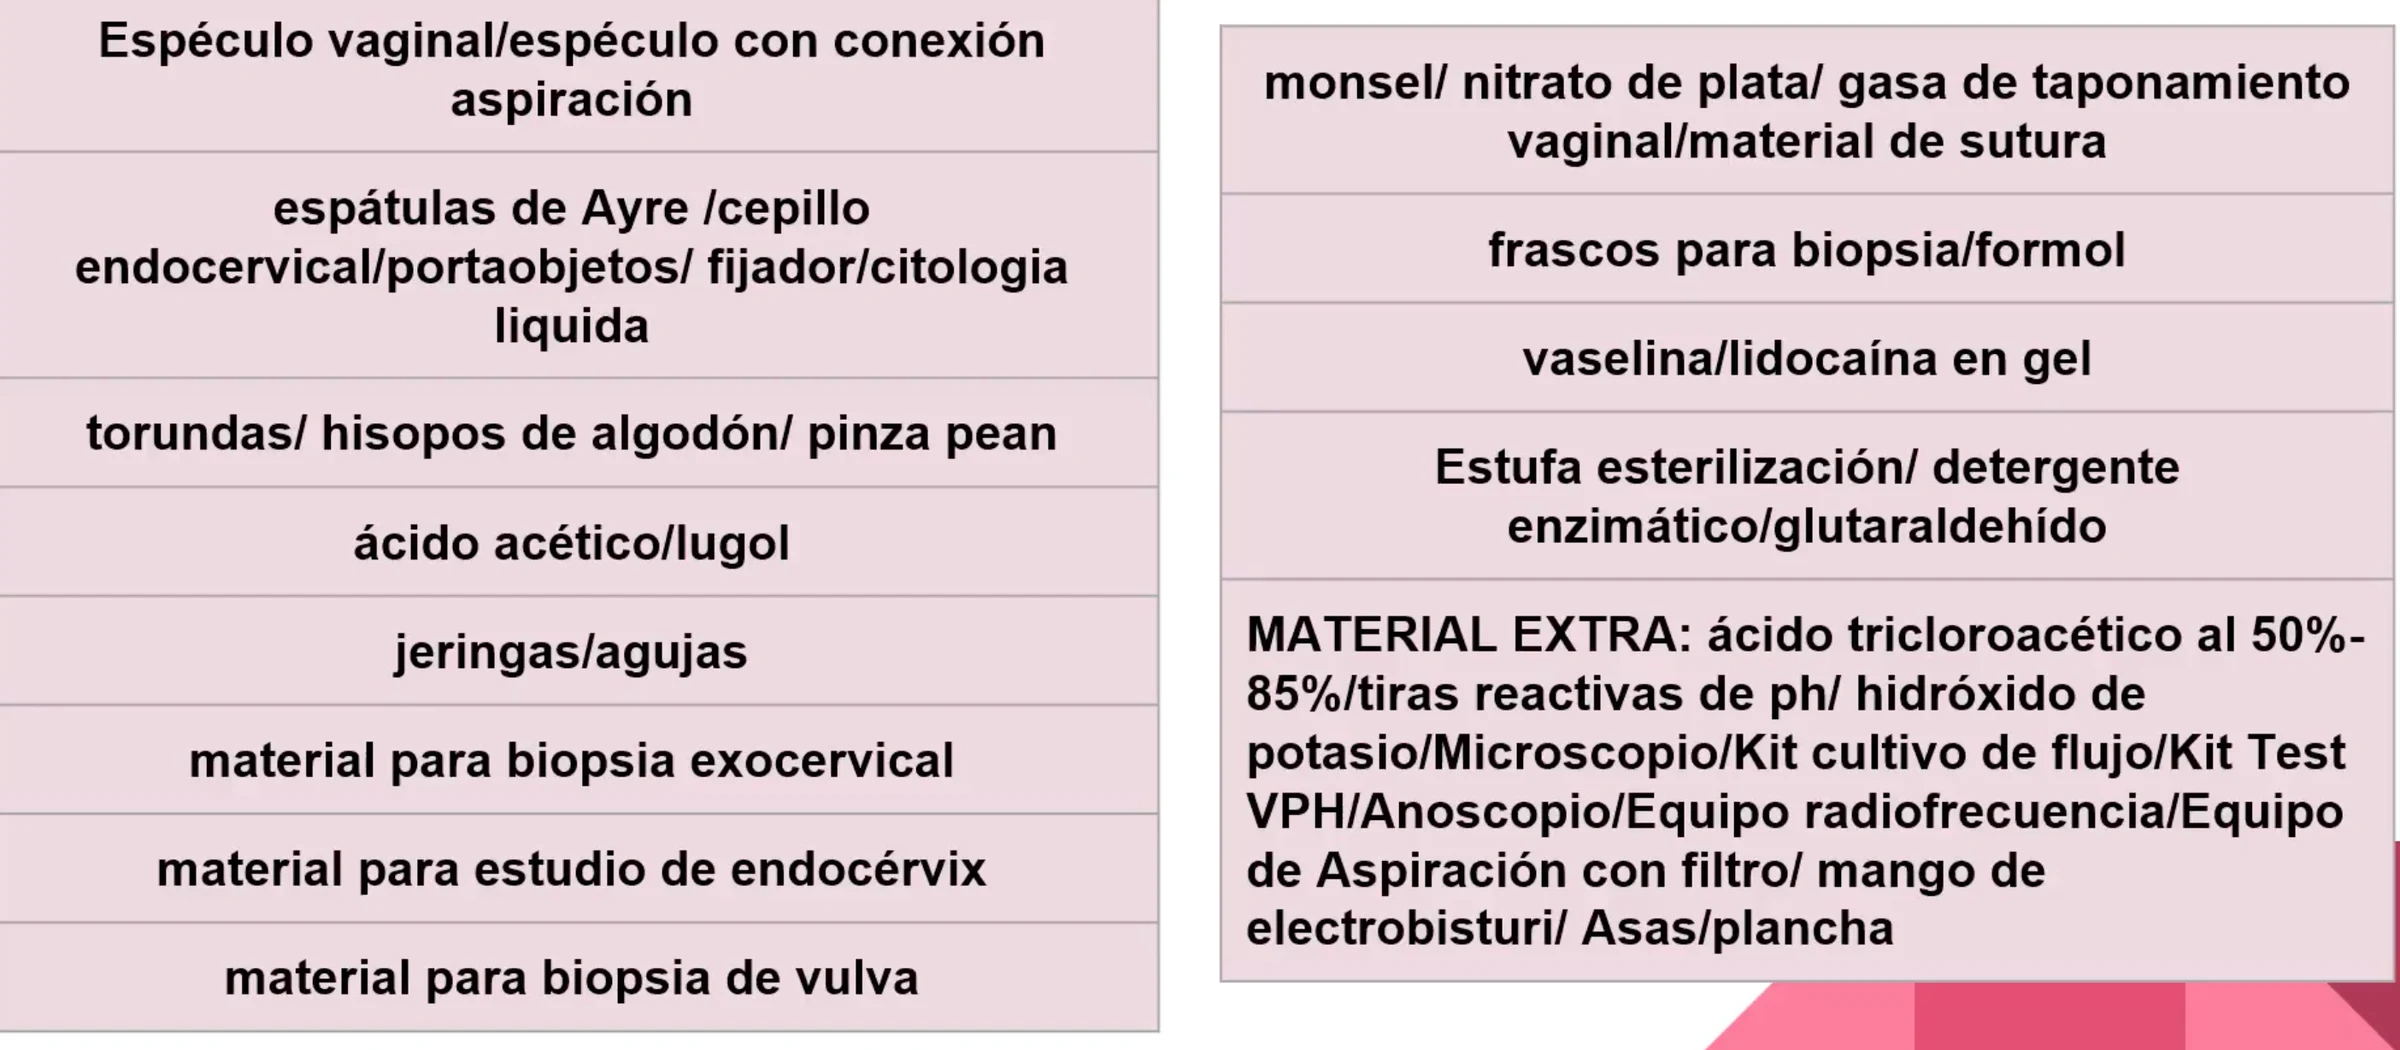 Espéculo vaginal/espéculo con conexión
aspiración
espátulas de Ayre /cepillo
endocervical/portaobjetos/ fijador/citologia
liquida
torundas/ hisopos de algodón/ pinza pean
ácido acético/lugol
jeringas/agujas
material para biopsia exocervical
material para estudio de endocérvix
material para biopsia de vulva
monsel/ nitrato de plata/ gasa de taponamiento
vaginal/material de sutura
frascos para biopsia/formol
vaselina/lidocaína en gel
Estufa esterilización/ detergente
enzimático/glutaraldehído
MATERIAL EXTRA: ácido tricloroacético al 50%-
85%/tiras reactivas de ph/ hidróxido de
potasio/Microscopio/Kit cultivo de flujo/Kit Test
VPH/Anoscopio/Equipo radiofrecuencia/Equipo
de Aspiración con filtro/ mango de
electrobisturi/ Asas/plancha